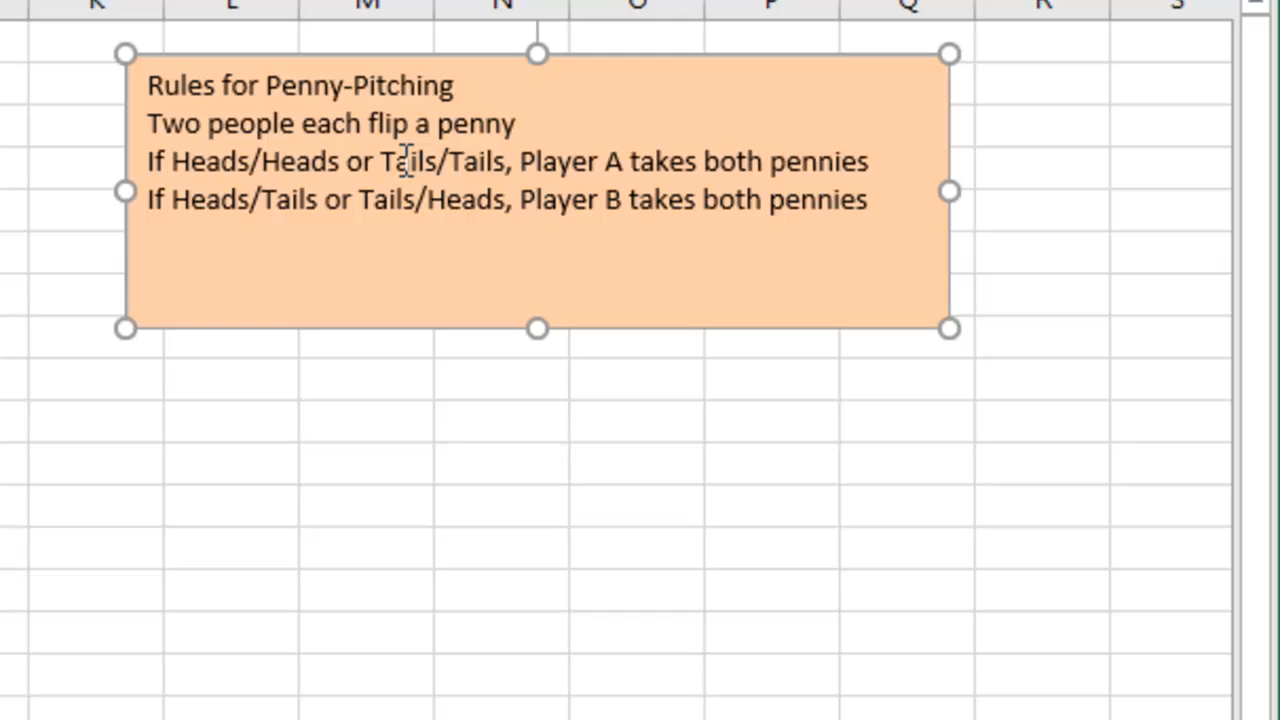 K L M N O P Q R S
Rules for Penny-Pitching
Two people each flip a penny
If Heads/Heads or Tails/Tails, Player A takes both pennies
If Heads/Tails or Tails/Heads, Player B takes both pennies